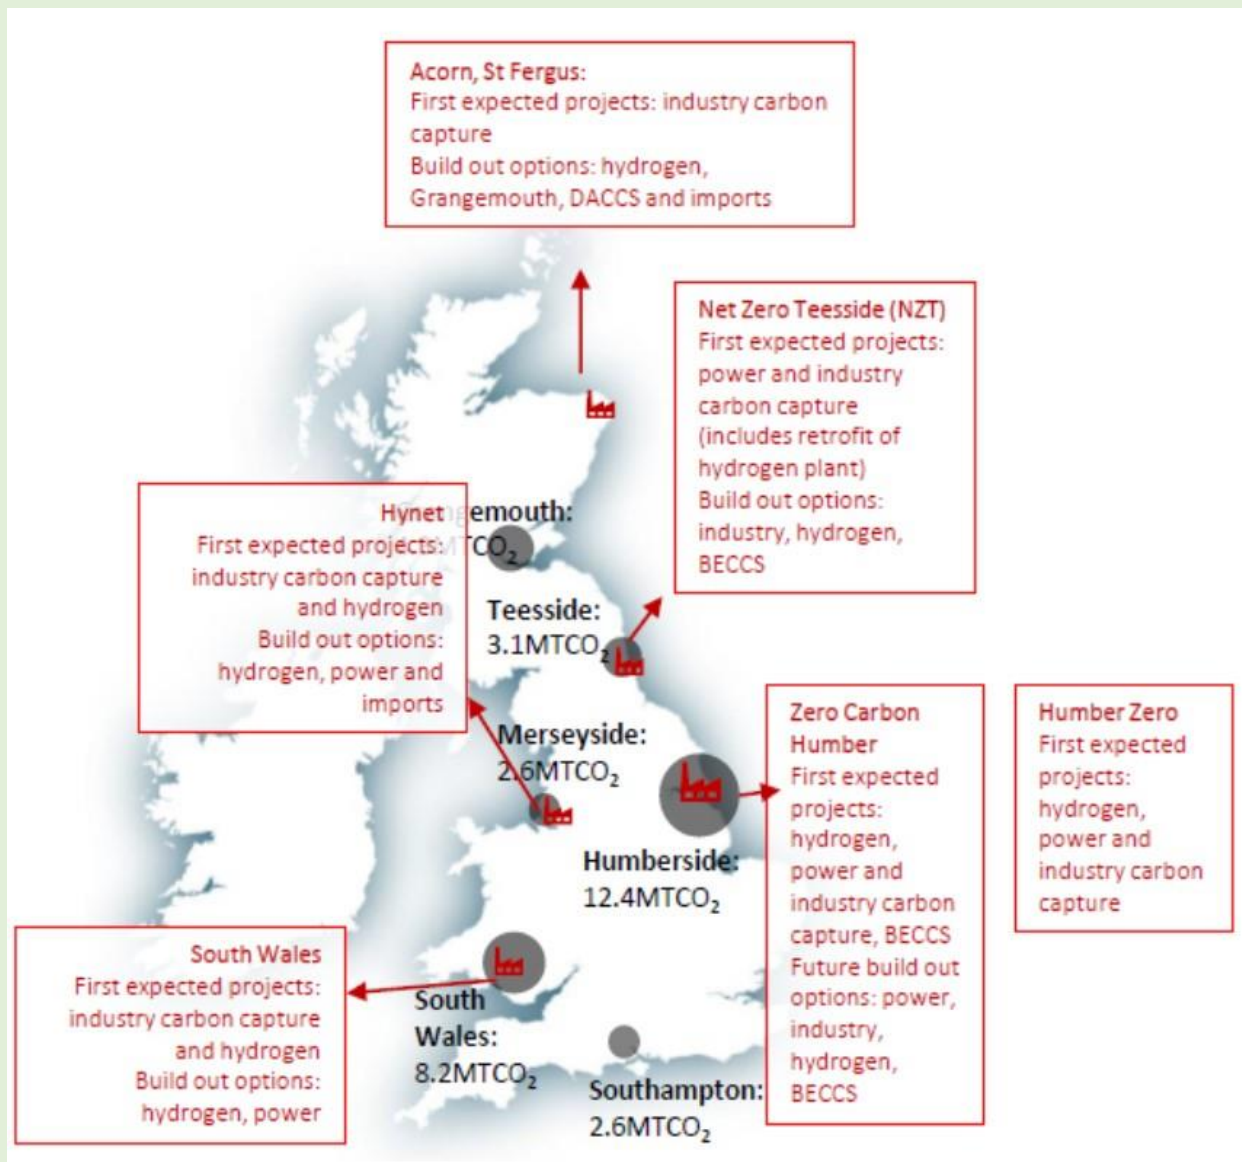 Acorn, St Fergus:
First expected projects: industry carbon
capture
Build out options: hydrogen,
Grangemouth, DACCS and imports
Net Zero Teesside (NZT)
First expected projects:
power and industry
carbon capture
(includes retrofit of
hydrogen plant)
Build out options:
industry, hydrogen,
BECCS
Hynet
First expected projects:
industry carbon capture
and hydrogen
Build out options:
hydrogen, power and
imports
gemouth:
MTCO₂
Teesside:
3.1MTCO₂
Merseyside:
2.6MTCO₂
Humberside:
12.4MTCO₂
Zero Carbon
Humber
First expected
projects:
hydrogen,
power and
industry carbon
capture, BECCS
Future build out
options: power,
industry,
hydrogen,
BECCS
Humber Zero
First expected
projects:
hydrogen,
power and
industry carbon
capture
South Wales
First expected projects:
industry carbon capture
and hydrogen
Build out options:
hydrogen, power
South
Wales:
8.2MTCO₂
Southampton:
2.6MTCO₂